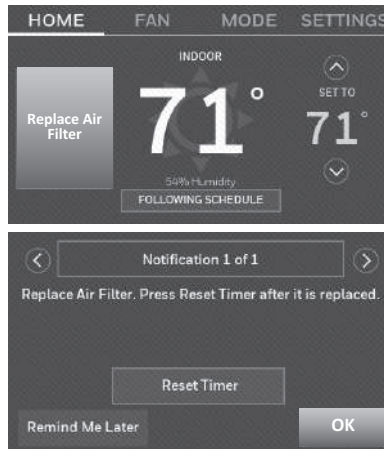 HOME FAN MODE SETTINGS
INDOOR
71°
SET TO
71°
Replace Air
Filter
54% Humidity
FOLLOWING SCHEDULE
Notification 1 of 1
Replace Air Filter. Press Reset Timer after it is replaced.
Reset Timer
Remind Me Later
OK